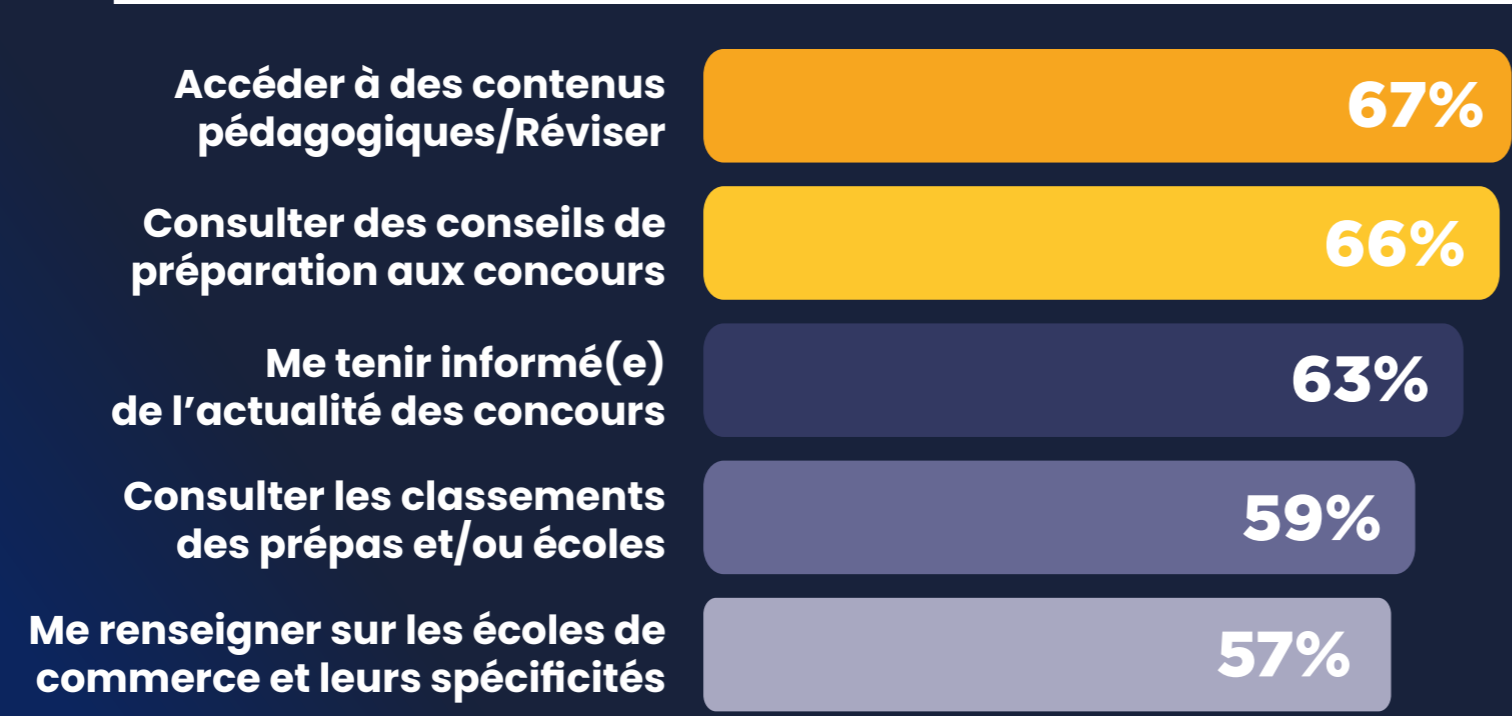 Accéder à des contenus
pédagogiques/Réviser
67%
Consulter des conseils de
préparation aux concours
66%
Me tenir informé(e)
de l’actualité des concours
63%
Consulter les classements
des prépas et/ou écoles
59%
Me renseigner sur les écoles de
commerce et leurs spécificités
57%